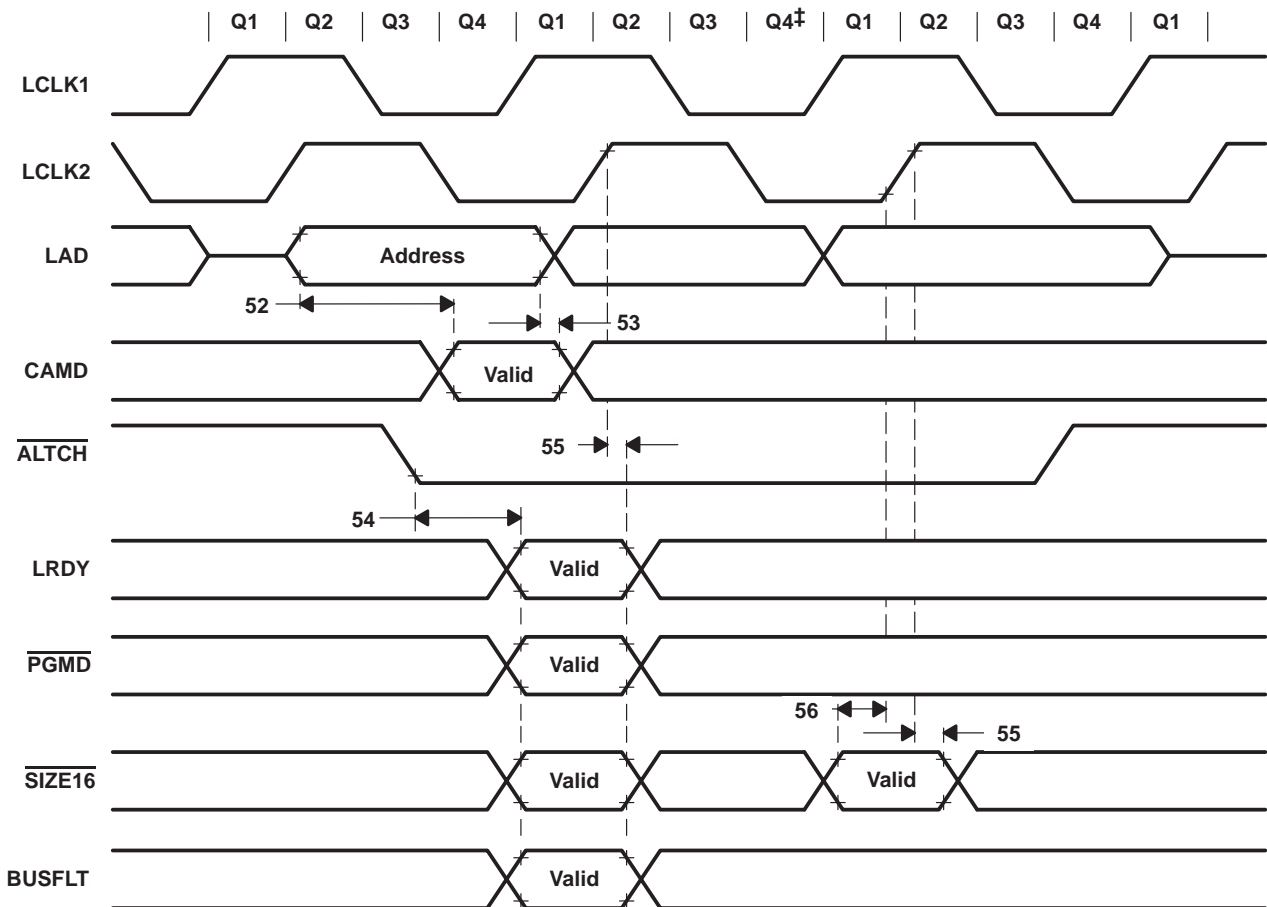 Q1 Q2 Q3 Q4 Q1 Q2 Q3 Q4‡ Q1 Q2 Q3 Q4 Q1
LCLK1
LCLK2
LAD Address
52
53
CAMD Valid
ALTCH
55
54
LRDY Valid
PGMD Valid
56
55
SIZE16 Valid Valid
BUSFLT Valid